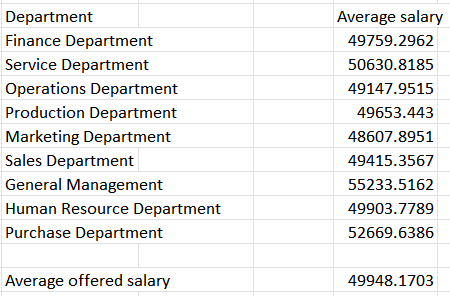 Department Average salary
Finance Department 49759.2962
Service Department 50630.8185
Operations Department 49147.9515
Production Department 49653.443
Marketing Department 48607.8951
Sales Department 49415.3567
General Management 55233.5162
Human Resource Department 49903.7789
Purchase Department 52669.6386
Average offered salary 49948.1703